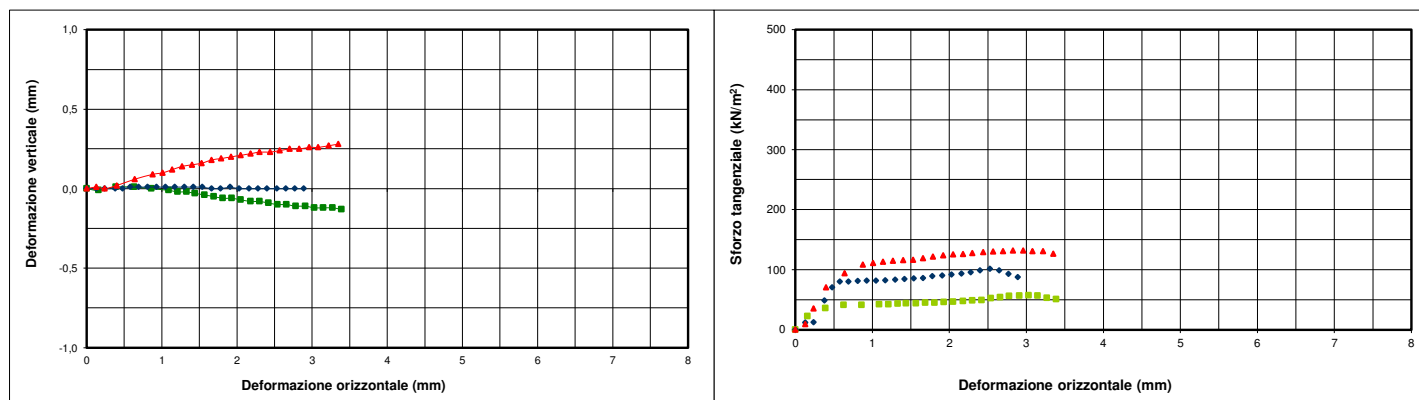 1,0
0,5
0,0
-0,5
-1,0
Deformazione verticale (mm)
0 1 2 3 4 5 6 7 8
Deformazione orizzontale (mm)
500
400
300
200
100
0
Sforzo tangenziale (kN/m²)
0 1 2 3 4 5 6 7 8
Deformazione orizzontale (mm)